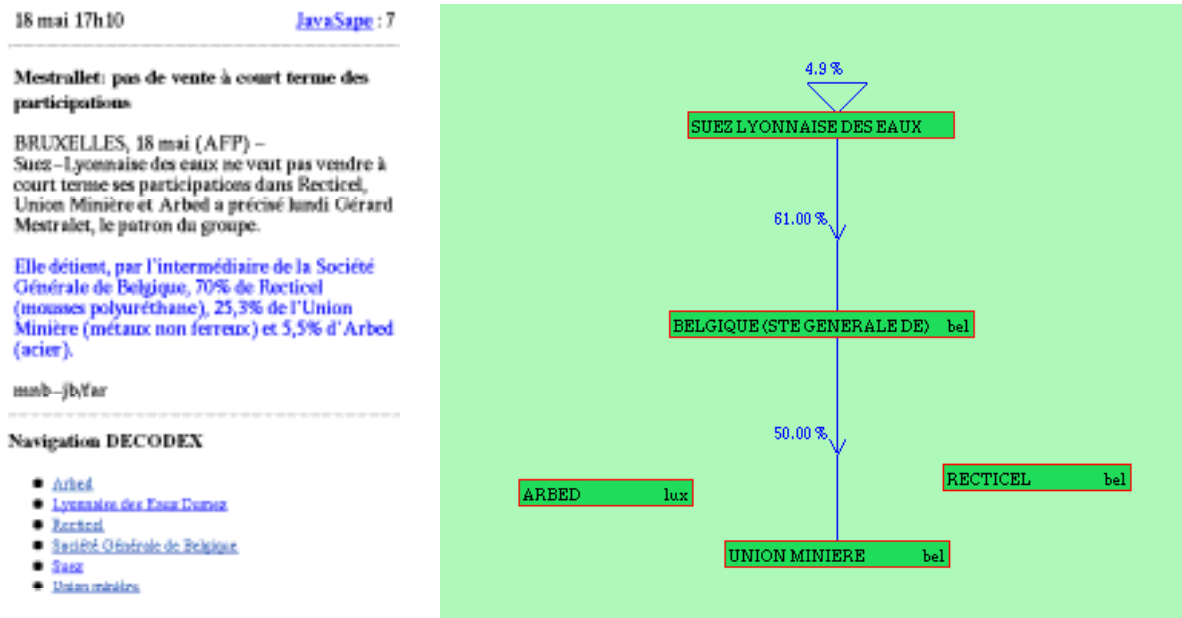 18 mai 17h10 JavaSape : 7
Mestrallet: pas de vente à court terme des
participations
BRUXELLES, 18 mai (AFP) –
Suez–Lyonnaise des eaux ne veut pas vendre à
court terme ses participations dans Recticel,
Union Minière et Arbed a précisé lundi Gérard
Mestralet, le patron du groupe.
Elle détient, par l'intermédiaire de la Société
Générale de Belgique, 70% de Recticel
(mousses polyuréthane), 25,3% de l'Union
Minière (métaux non ferreux) et 5,5% d'Arbed
(acier).
mnb–jb/far
Navigation DECODEX
Arbed
Lyonnaise des Eaux Dumez
Recticel
Société Générale de Belgique
Suez
Union minière
4.9 %
SUEZ LYONNAISE DES EAUX
61.00 %
BELGIQUE (STE GENERALE DE) bel
50.00 %
ARBED lux
RECTICEL bel
UNION MINIERE bel